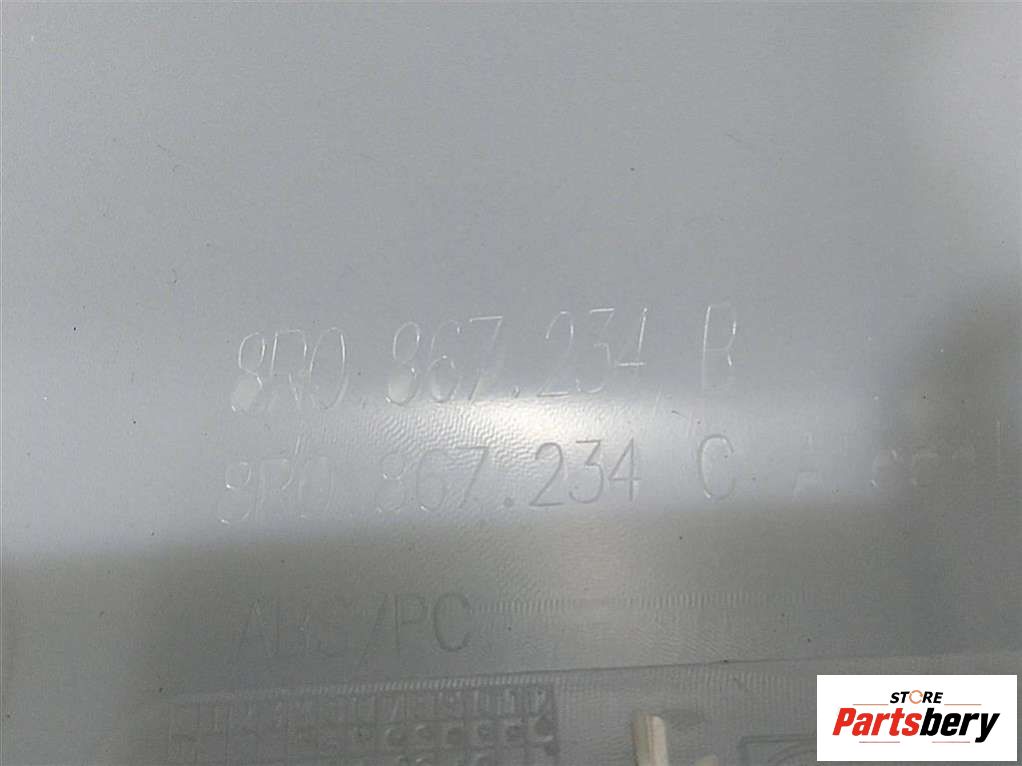 8R0.867.234 B
8R0.867.234 C
ABS/PC
STORE
Partsbery